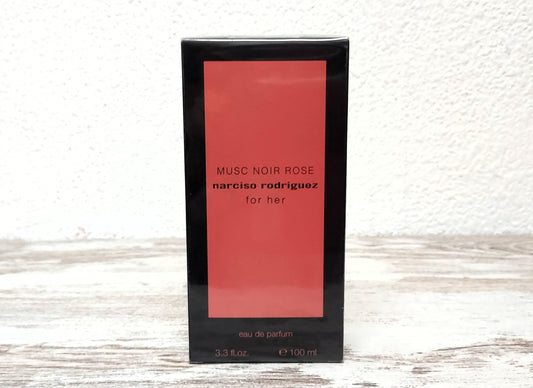 MUSC NOIR ROSE
narciso rodriguez
for her
eau de parfum
3.3 fl.oz. ℮ 100 ml